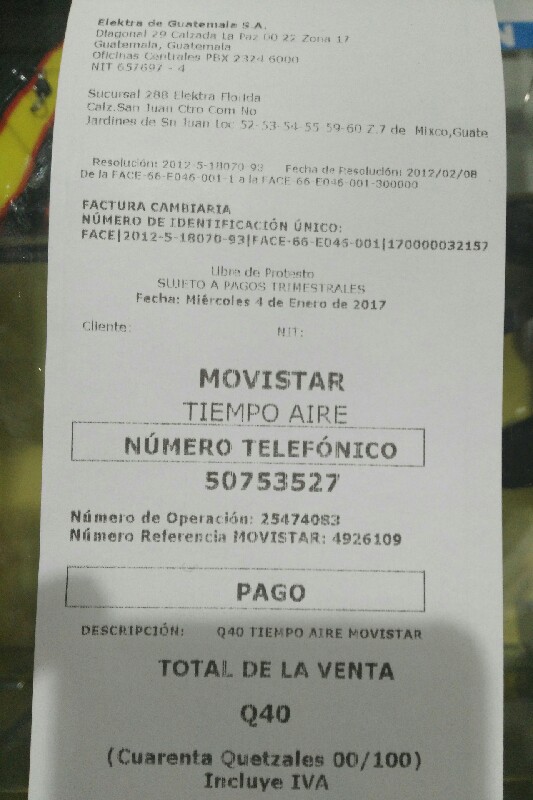 Elektra de Guatemala S.A.
Diagonal 29 Calzada La Paz 00 22 Zona 17
Guatemala, Guatemala
Oficinas Centrales PBX 2324 6000
NIT 657697 - 4
Sucursal 288 Elektra Florida
Calz.San Juan Ctro Com No
Jardines de Sn Juan Loc 52-53-54-55 59-60 Z.7 de Mixco,Guate
Resolución: 2012-5-18070-93 Fecha de Resolución: 2012/02/08
De la FACE-66-E046-001-1 a la FACE-66-E046-001-300000
FACTURA CAMBIARIA
NÚMERO DE IDENTIFICACIÓN ÚNICO:
FACE|2012-5-18070-93|FACE-66-E046-001|170000032157
Libre de Protesto
SUJETO A PAGOS TRIMESTRALES
Fecha: Miércoles 4 de Enero de 2017
Cliente: NIT:
MOVISTAR
TIEMPO AIRE
NÚMERO TELEFÓNICO
50753527
Número de Operación: 25474083
Número Referencia MOVISTAR: 4926109
PAGO
DESCRIPCIÓN: Q40 TIEMPO AIRE MOVISTAR
TOTAL DE LA VENTA
Q40
(Cuarenta Quetzales 00/100)
Incluye IVA